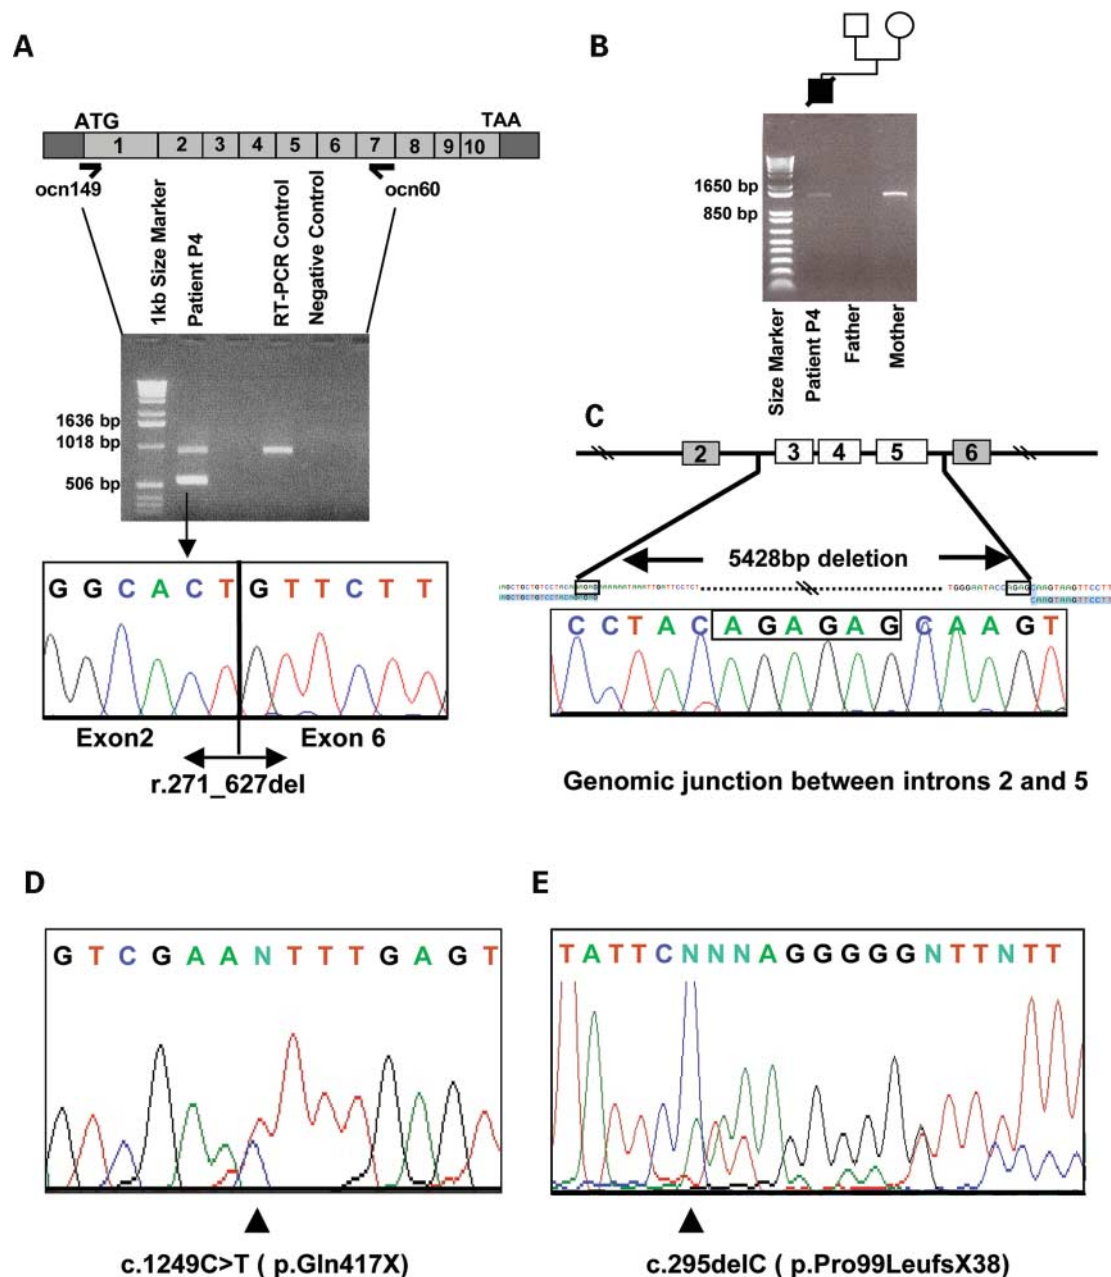 A
ATG
TAA
1 2 3 4 5 6 7 8 9 10
ocn149
ocn60
1kb Size Marker
Patient P4
RT-PCR Control
Negative Control
1636 bp
1018 bp
506 bp
G G C A C T G T T C T T
Exon2
Exon 6
r.271_627del
B
1650 bp
850 bp
Size Marker
Patient P4
Father
Mother
C
2 3 4 5 6
5428bp deletion
C C T A C A G A G A G C A A G T
Genomic junction between introns 2 and 5
D
G T C G A A N T T T G A G T
c.1249C>T ( p.Gln417X)
E
T A T T C N N N A G G G G G N T T N T T
c.295delC ( p.Pro99LeufsX38)